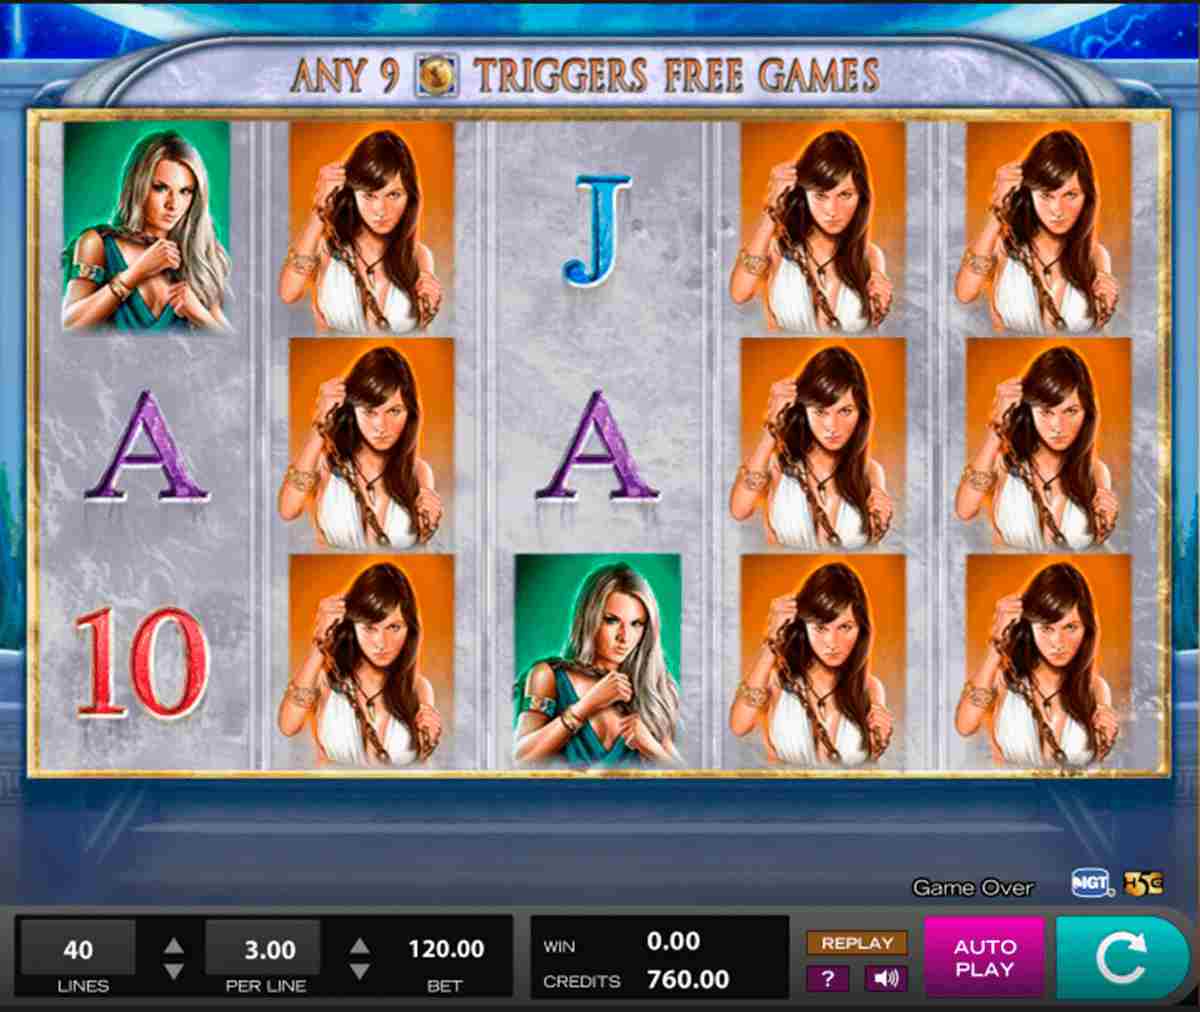 ANY 9 TRIGGERS FREE GAMES
J
A A
10
Game Over
IGT
H5G
40
LINES
3.00
PER LINE
120.00
BET
WIN 0.00
CREDITS 760.00
REPLAY
?
AUTO
PLAY